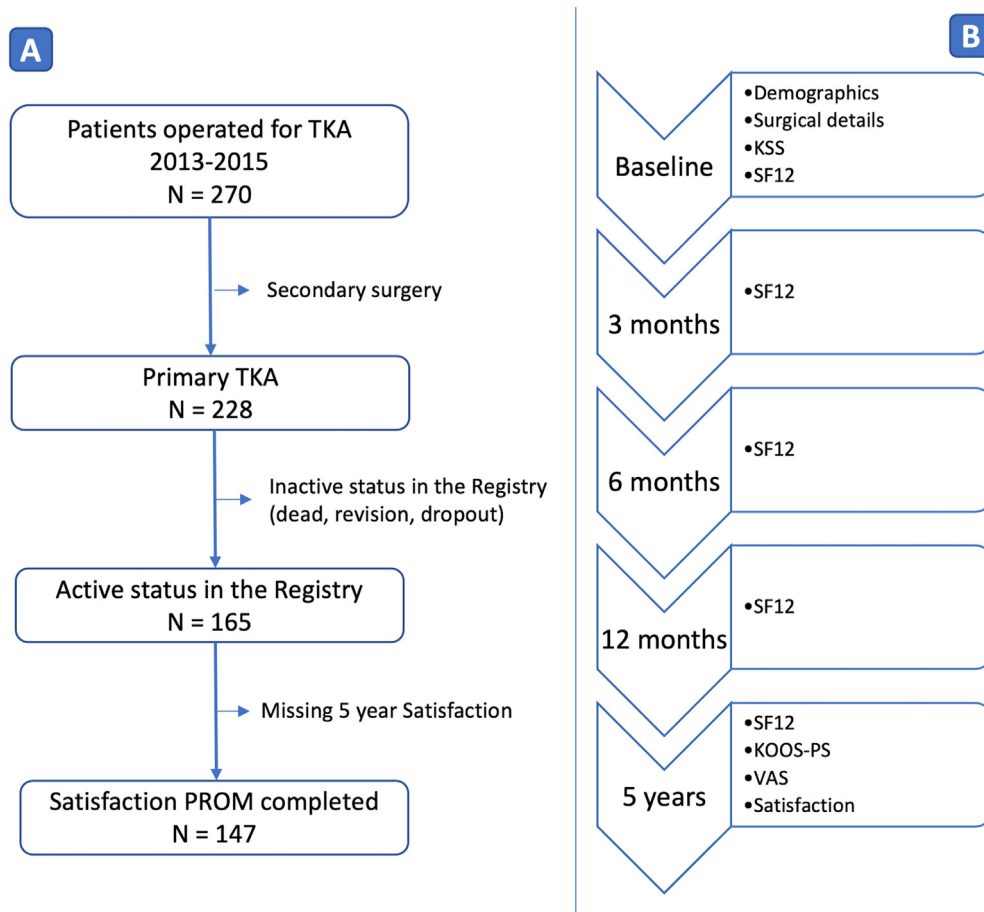 A
Patients operated for TKA
2013-2015
N = 270
Secondary surgery
Primary TKA
N = 228
Inactive status in the Registry
(dead, revision, dropout)
Active status in the Registry
N = 165
Missing 5 year Satisfaction
Satisfaction PROM completed
N = 147
B
Baseline
•Demographics
•Surgical details
•KSS
•SF12
3 months
•SF12
6 months
•SF12
12 months
•SF12
5 years
•SF12
•KOOS-PS
•VAS
•Satisfaction